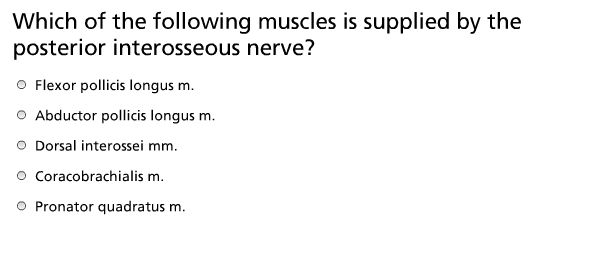 Which of the following muscles is supplied by the
posterior interosseous nerve?
Flexor pollicis longus m.
Abductor pollicis longus m.
Dorsal interossei mm.
Coracobrachialis m.
Pronator quadratus m.